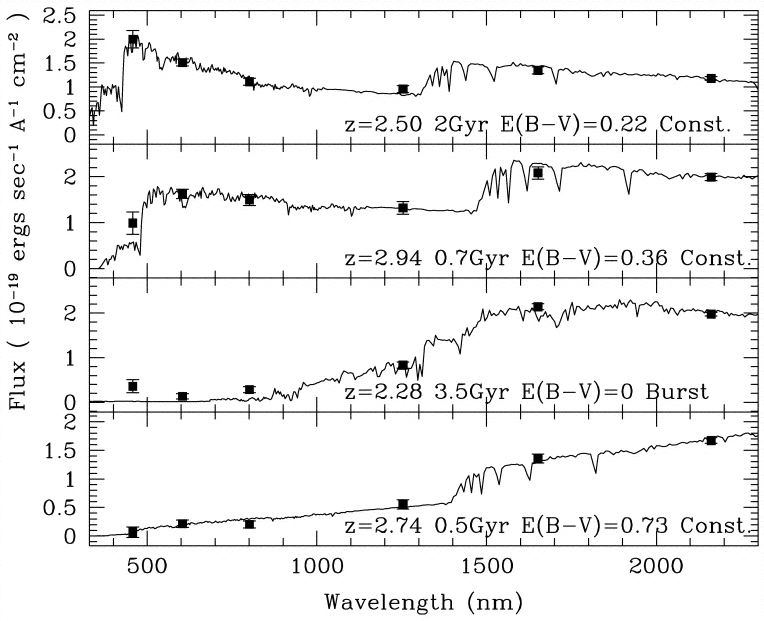 2.5
2
1.5
1
0.5
0
z=2.50 2Gyr E(B−V)=0.22 Const.
2
1
0
z=2.94 0.7Gyr E(B−V)=0.36 Const.
2
1
0
z=2.28 3.5Gyr E(B−V)=0 Burst
2
1.5
1
0.5
0
z=2.74 0.5Gyr E(B−V)=0.73 Const.
500 1000 1500 2000
Wavelength (nm)
Flux ( 10⁻¹⁹ ergs sec⁻¹ A⁻¹ cm⁻² )